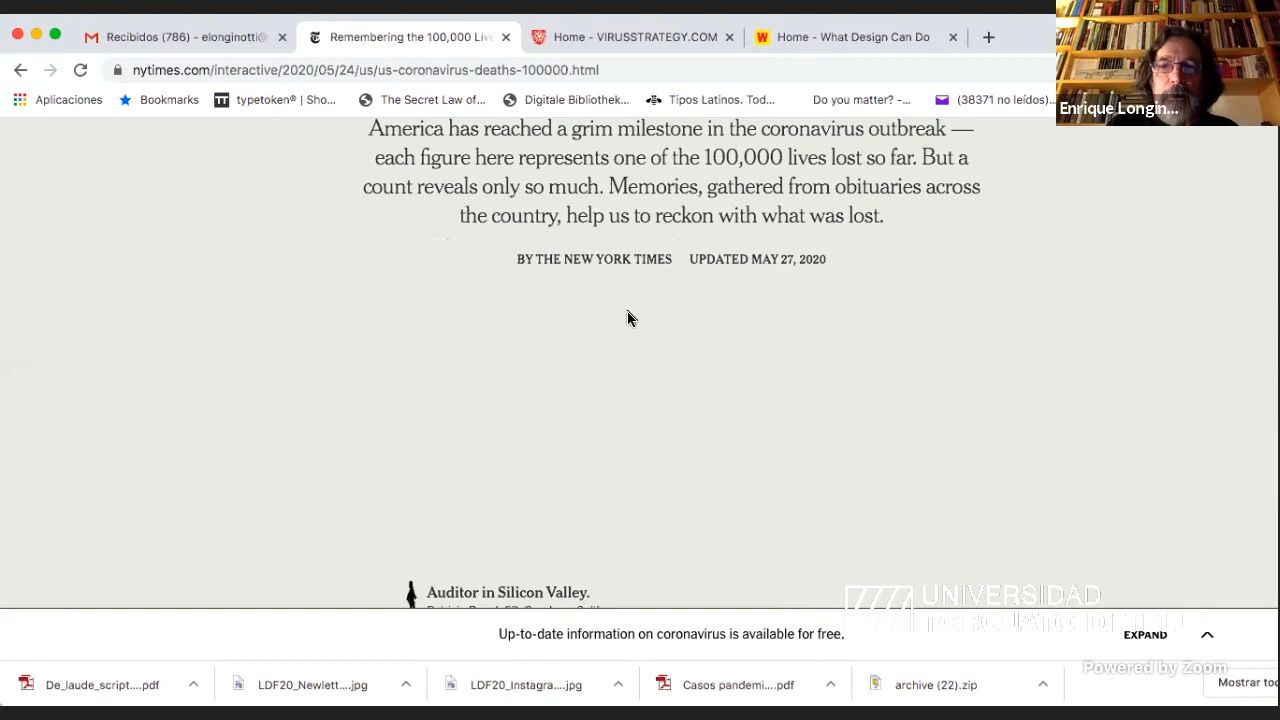 Recibidos (786) - elonginotti@
Remembering the 100,000 Liv
Home - VIRUSSTRATEGY.COM
Home - What Design Can Do
nytimes.com/interactive/2020/05/24/us/us-coronavirus-deaths-100000.html
Aplicaciones
Bookmarks
typetoken® | Sho...
The Secret Law of...
Digitale Bibliothek...
Tipos Latinos. Tod...
Do you matter? -...
(38371 no leídos)...
Enrique Longin...
America has reached a grim milestone in the coronavirus outbreak —
each figure here represents one of the 100,000 lives lost so far. But a
count reveals only so much. Memories, gathered from obituaries across
the country, help us to reckon with what was lost.
BY THE NEW YORK TIMES UPDATED MAY 27, 2020
Auditor in Silicon Valley.
UNIVERSIDAD
TORCUATO DI TELLA
Up-to-date information on coronavirus is available for free.
EXPAND
Powered by Zoom
De_laude_script....pdf
LDF20_Newlett....jpg
LDF20_Instagra....jpg
Casos pandemi....pdf
archive (22).zip
Mostrar toc